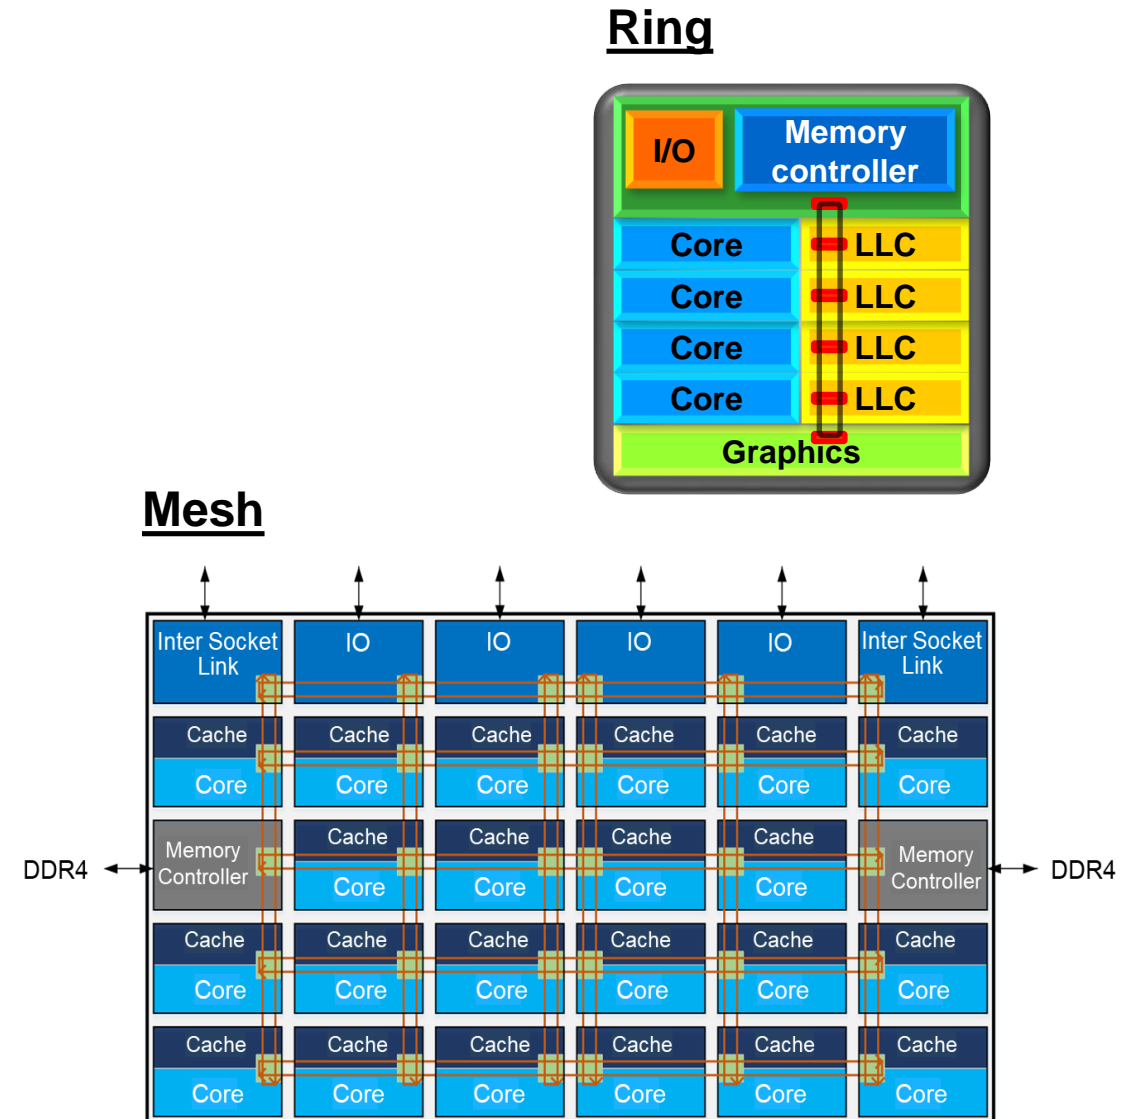 Ring
I/O
Memory
controller
Core LLC
Core LLC
Core LLC
Core LLC
Graphics
Mesh
Inter Socket
Link
IO
IO
IO
IO
Inter Socket
Link
Cache Cache Cache Cache Cache Cache
Core Core Core Core Core Core
DDR4
Memory
Controller
Cache Cache Cache Cache
Core Core Core Core
Memory
Controller
DDR4
Cache Cache Cache Cache Cache Cache
Core Core Core Core Core Core
Cache Cache Cache Cache Cache Cache
Core Core Core Core Core Core